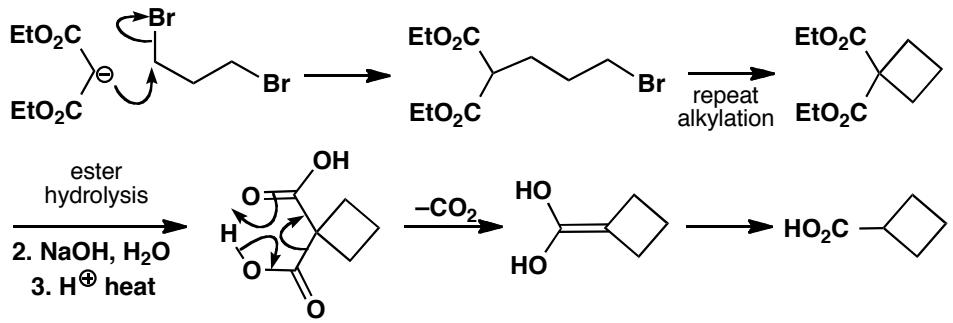 Br
EtO₂C
⊖
EtO₂C
Br
EtO₂C
EtO₂C
Br
repeat
alkylation
EtO₂C
EtO₂C
ester
hydrolysis
2. NaOH, H₂O
3. H⊕ heat
OH
O
H
O
O
–CO₂
HO
HO
HO₂C